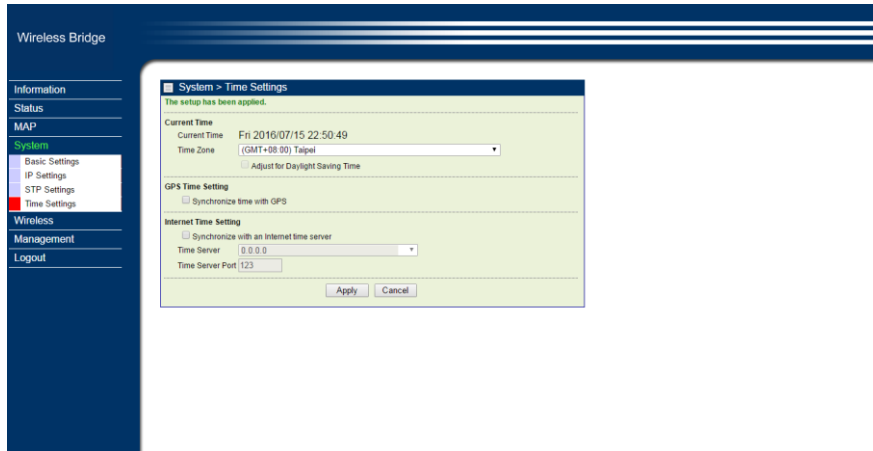 Wireless Bridge
Information
Status
MAP
System
Basic Settings
IP Settings
STP Settings
Time Settings
Wireless
Management
Logout
System > Time Settings
The setup has been applied.
Current Time
Current Time Fri 2016/07/15 22:50:49
Time Zone (GMT+08:00) Taipei
Adjust for Daylight Saving Time
GPS Time Setting
Synchronize time with GPS
Internet Time Setting
Synchronize with an Internet time server
Time Server 0.0.0.0
Time Server Port 123
Apply Cancel